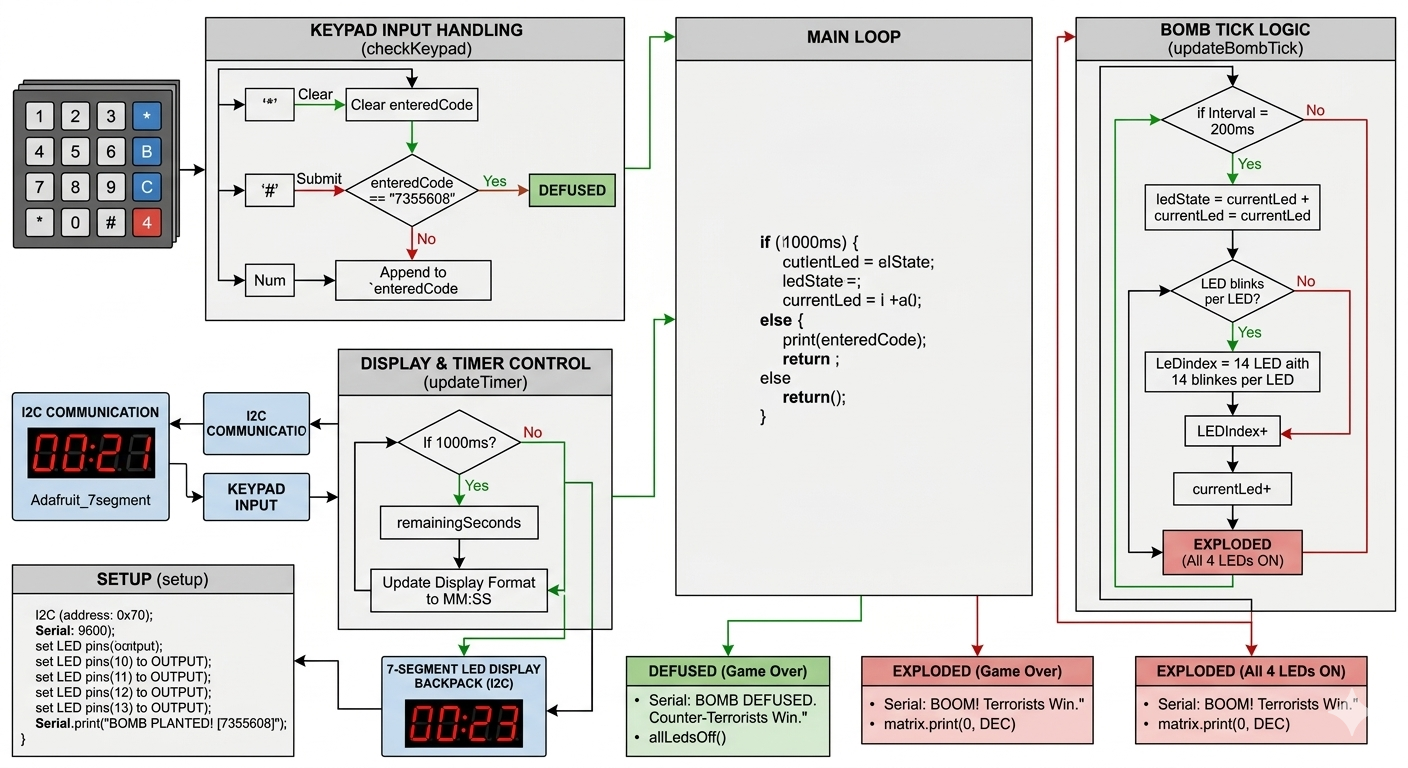 KEYPAD INPUT HANDLING
(checkKeypad)
1 2 3 *
4 5 6 B
7 8 9 C
* 0 # 4
'*'
Clear
Clear enteredCode
'#'
Submit
enteredCode
== "7355608"
Yes
DEFUSED
No
Num
Append to
`enteredCode
MAIN LOOP
if (1000ms) {
cutlentLed = elState;
ledState =;
currentLed = i +a();
else {
print(enteredCode);
return ;
else
return();
}
BOMB TICK LOGIC
(updateBombTick)
if Interval =
200ms
No
Yes
ledState = currentLed +
currentLed = currentLed
LED blinks
per LED?
No
Yes
LeDindex = 14 LED aith
14 blinkes per LED
LEDIndex+
currentLed+
EXPLODED
(All 4 LEDs ON)
DISPLAY & TIMER CONTROL
(updateTimer)
If 1000ms?
No
Yes
remainingSeconds
Update Display Format
to MM:SS
I2C COMMUNICATION
00:21
Adafruit_7segment
I2C
COMMUNICATIO
KEYPAD
INPUT
SETUP (setup)
I2C (address: 0x70);
Serial: 9600);
set LED pins(
set LED pins(10) to OUTPUT);
set LED pins(11) to OUTPUT);
set LED pins(12) to OUTPUT);
set LED pins(13) to OUTPUT);
Serial.print("BOMB PLANTED! [7355608]");
}
7-SEGMENT LED DISPLAY
BACKPACK (I2C)
00:23
DEFUSED (Game Over)
• Serial: BOMB DEFUSED.
Counter-Terrorists Win."
• allLedsOff()
EXPLODED (Game Over)
• Serial: BOOM! Terrorists Win."
• matrix.print(0, DEC)
EXPLODED (All 4 LEDs ON)
• Serial: BOOM! Terrorists Win."
• matrix.print(0, DEC)